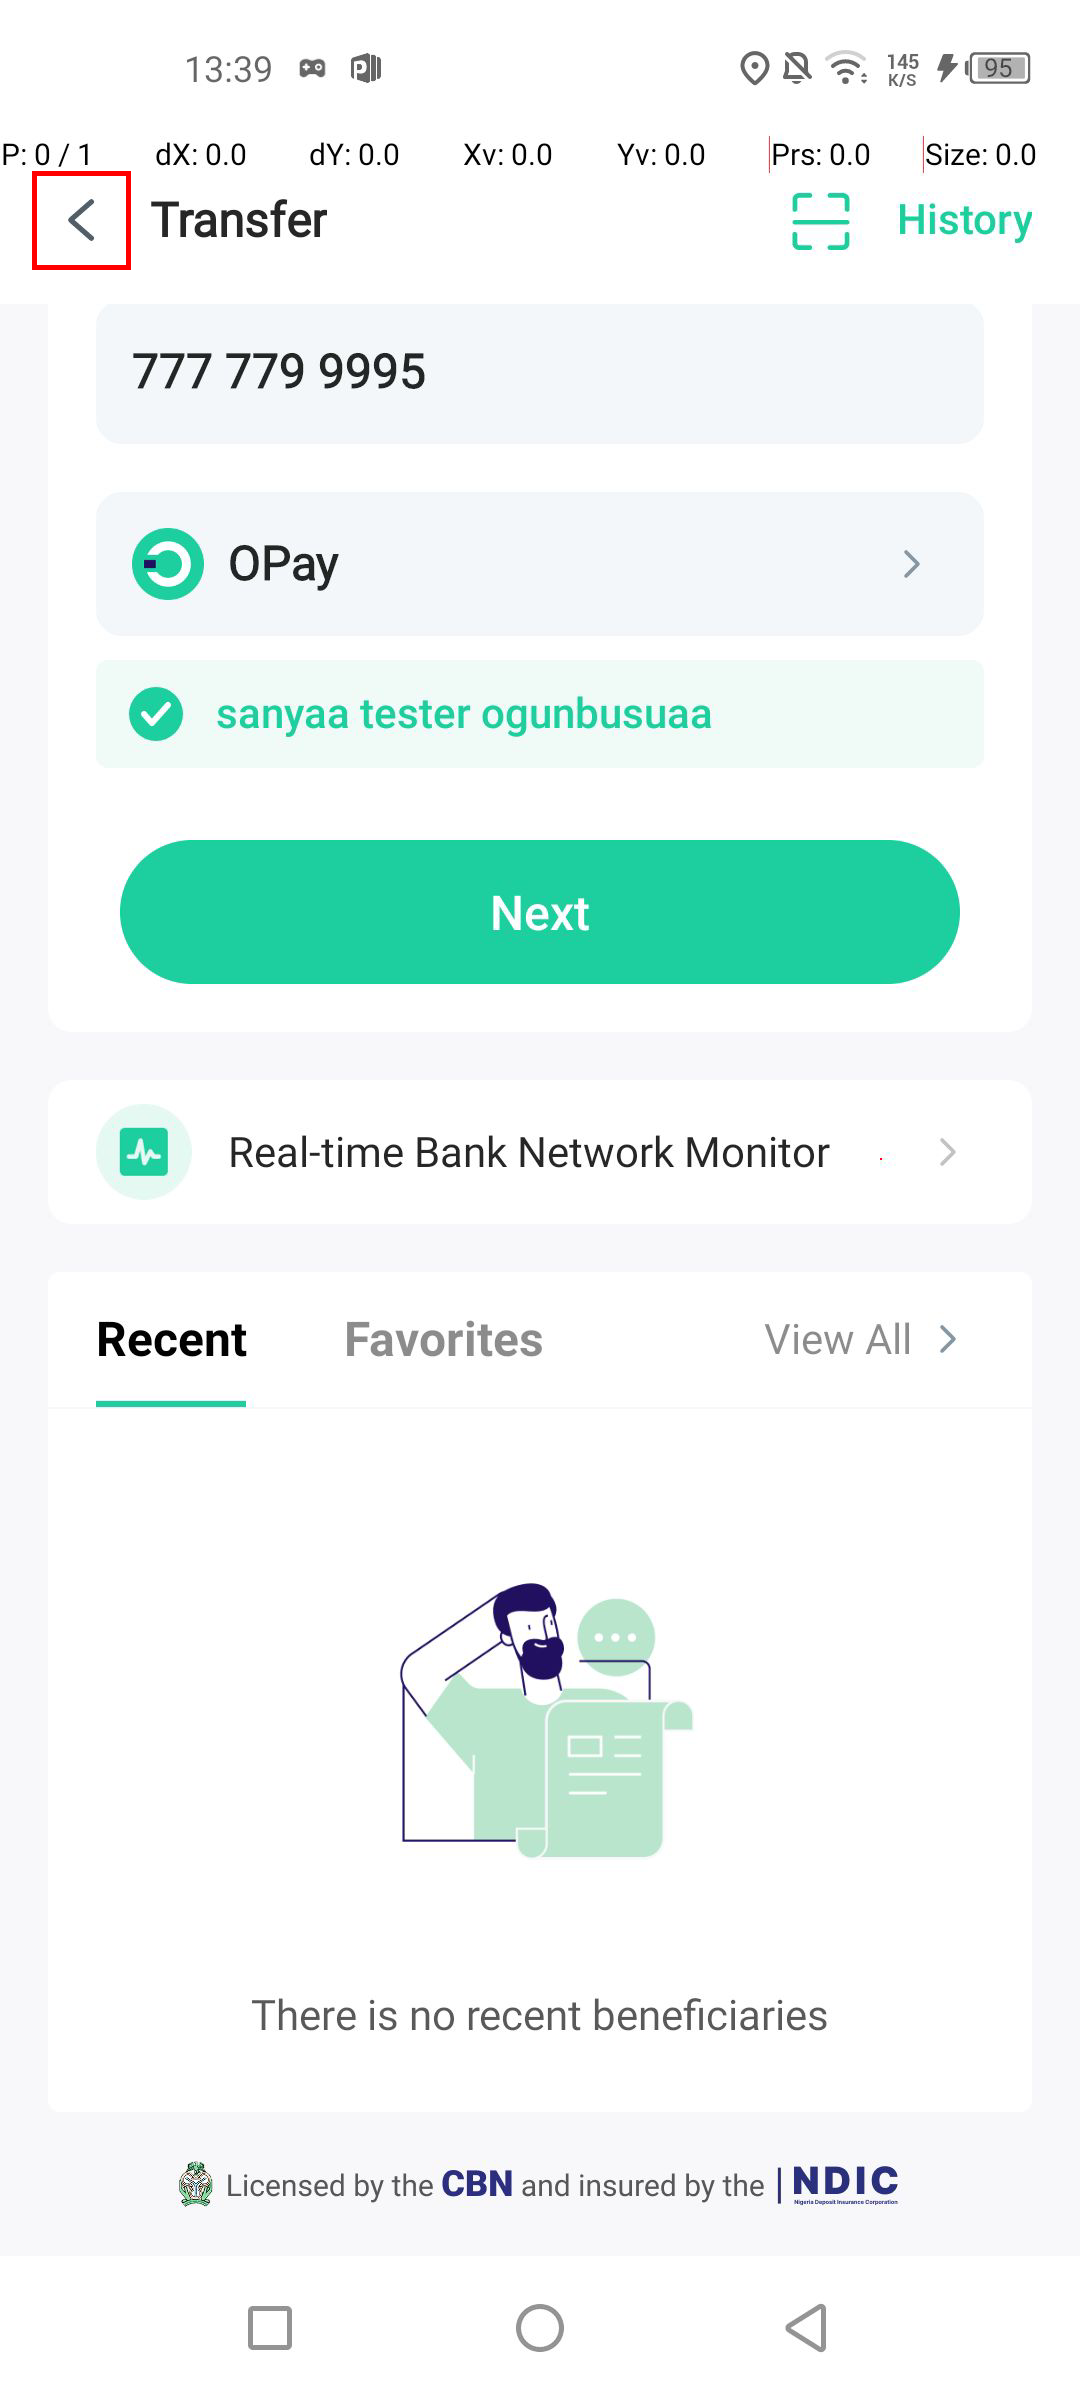 13:39
145
K/S
95
P: 0 / 1 dX: 0.0 dY: 0.0 Xv: 0.0 Yv: 0.0 Prs: 0.0 Size: 0.0
Transfer History
777 779 9995
OPay
sanyaa tester ogunbusuaa
Next
Real-time Bank Network Monitor
Recent Favorites View All
There is no recent beneficiaries
Licensed by the CBN and insured by the NDIC
Nigeria Deposit Insurance Corporation